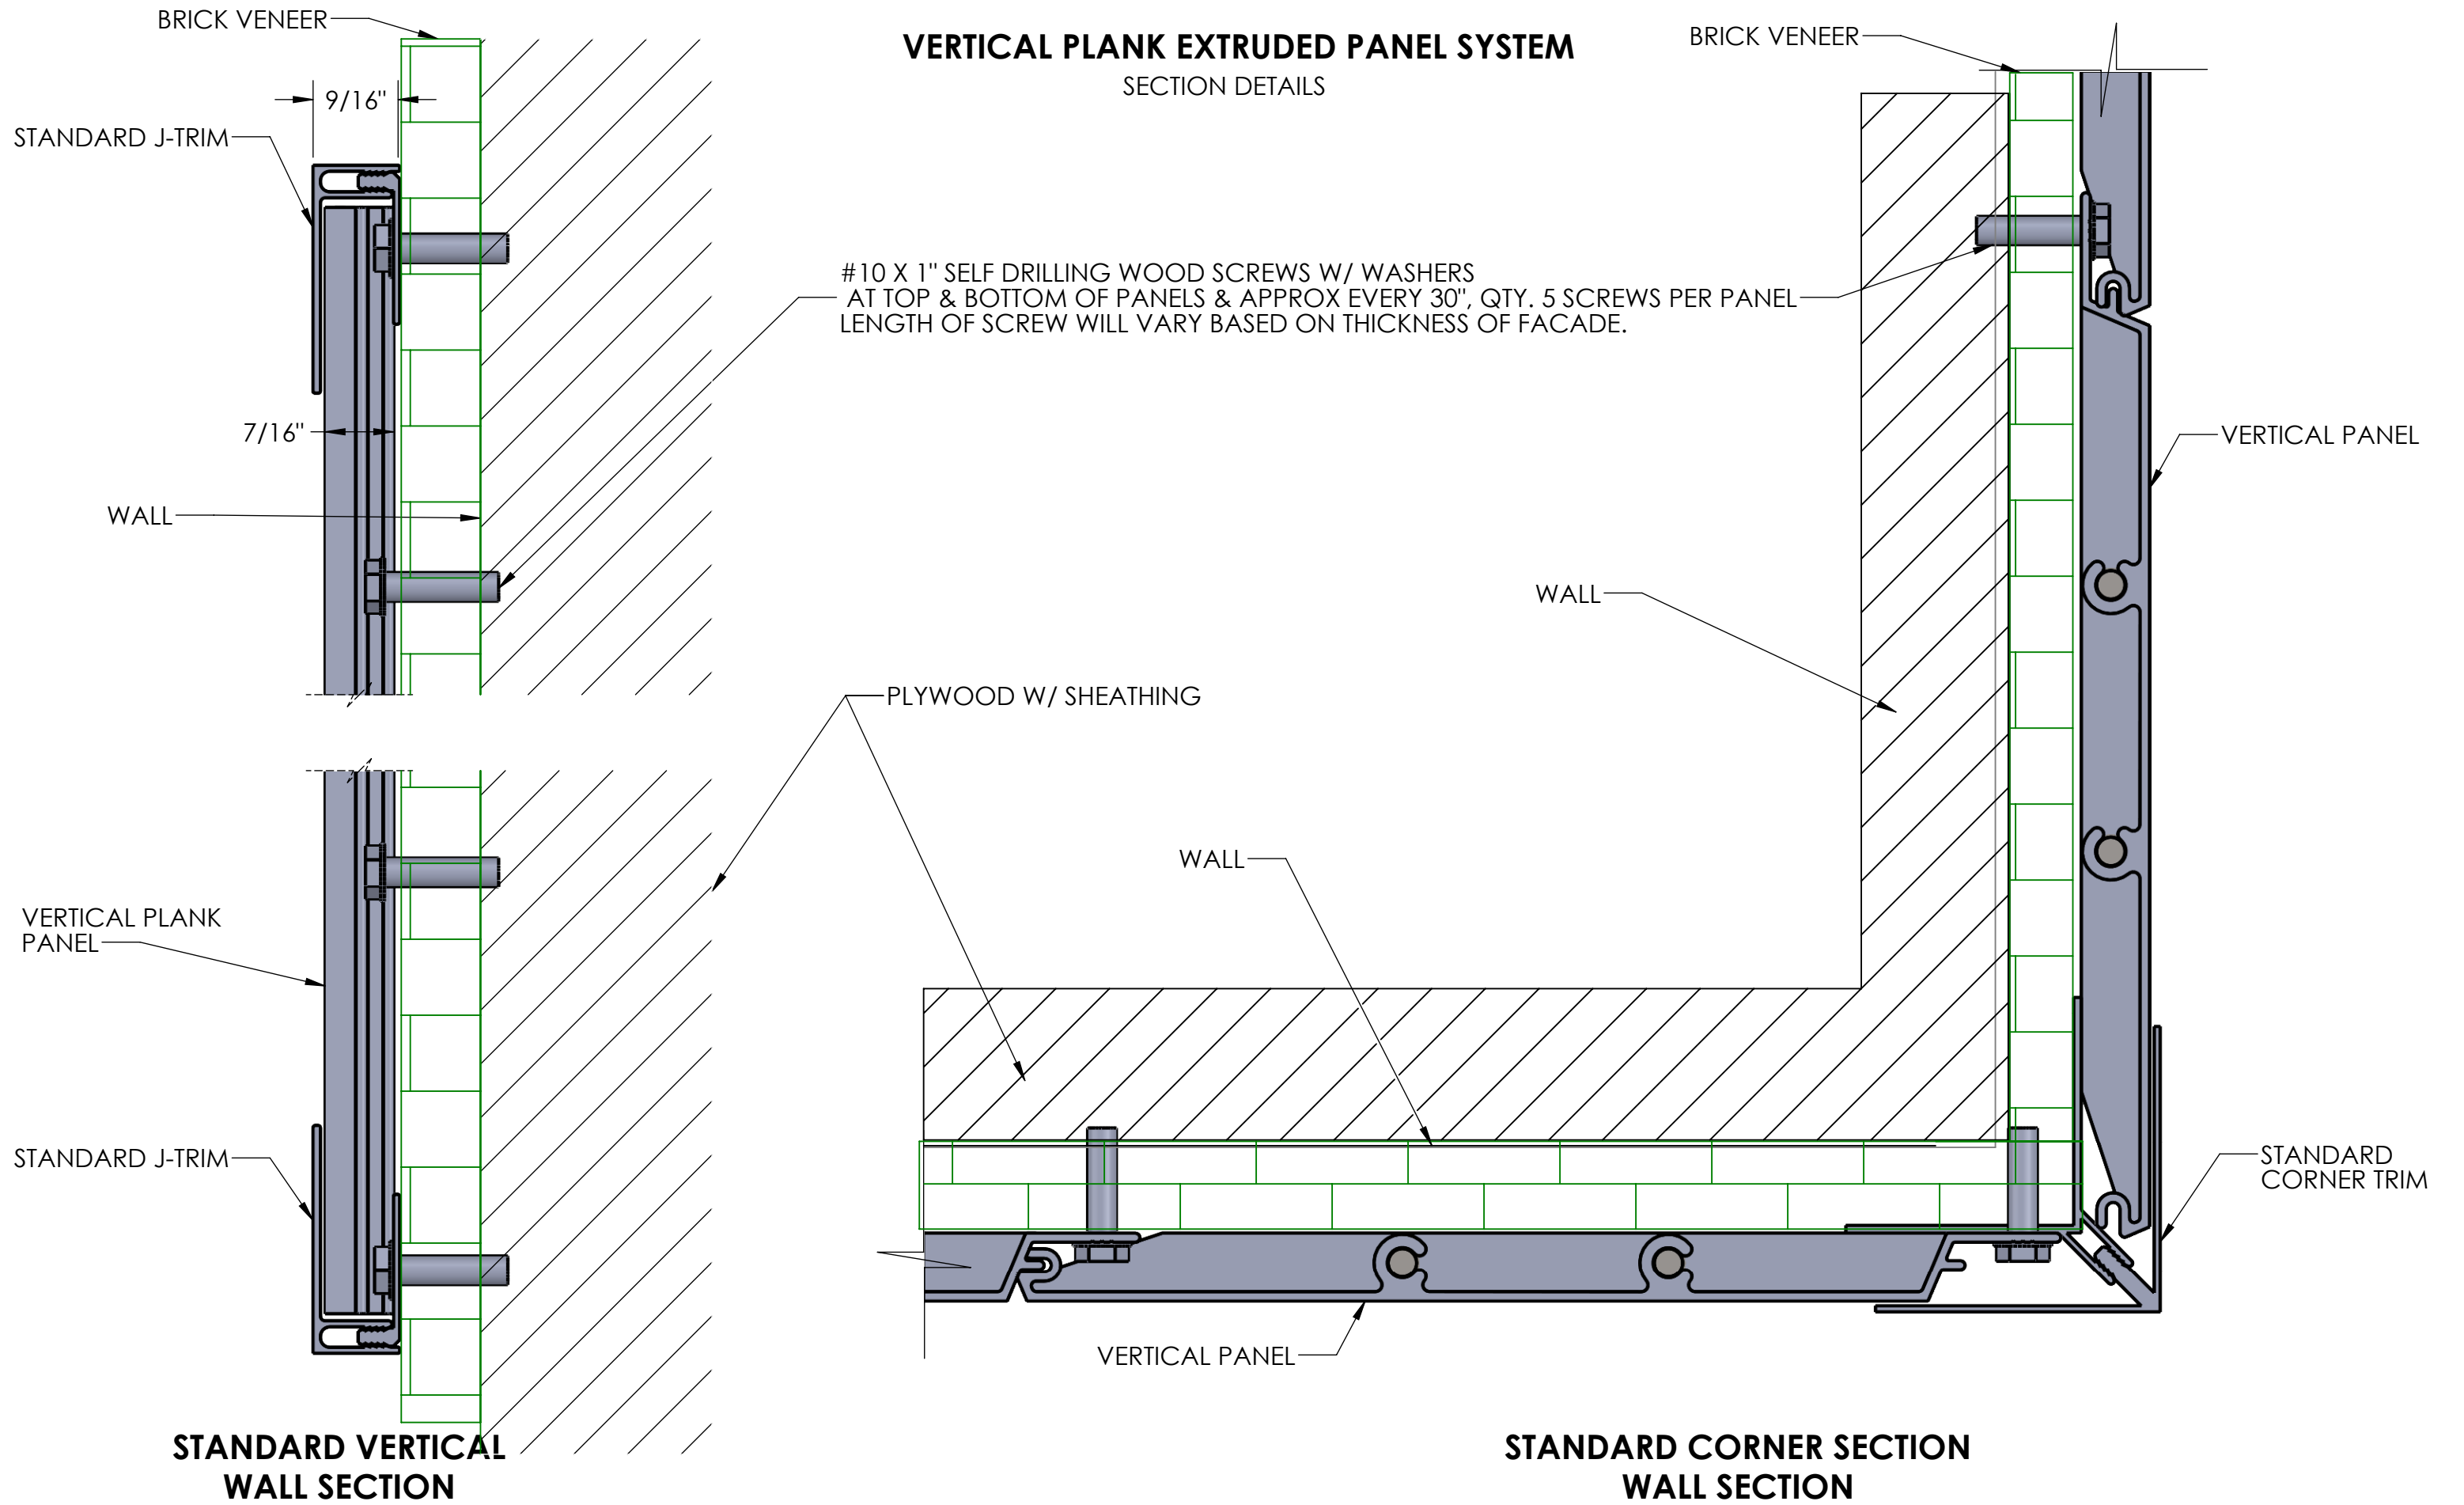 VERTICAL PLANK EXTRUDED PANEL SYSTEM
SECTION DETAILS
BRICK VENEER
9/16"
STANDARD J-TRIM
7/16"
WALL
VERTICAL PLANK
PANEL
STANDARD J-TRIM
STANDARD VERTICAL
WALL SECTION
#10 X 1" SELF DRILLING WOOD SCREWS W/ WASHERS
AT TOP & BOTTOM OF PANELS & APPROX EVERY 30", QTY. 5 SCREWS PER PANEL
LENGTH OF SCREW WILL VARY BASED ON THICKNESS OF FACADE.
PLYWOOD W/ SHEATHING
BRICK VENEER
VERTICAL PANEL
WALL
WALL
STANDARD
CORNER TRIM
VERTICAL PANEL
STANDARD CORNER SECTION
WALL SECTION